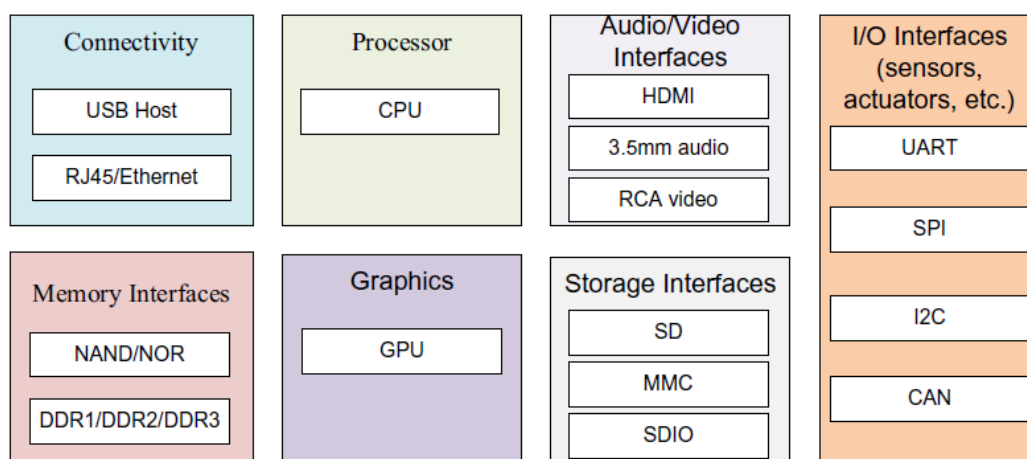 Connectivity
USB Host
RJ45/Ethernet
Processor
CPU
Audio/Video
Interfaces
HDMI
3.5mm audio
RCA video
I/O Interfaces
(sensors,
actuators, etc.)
UART
SPI
I2C
CAN
Memory Interfaces
NAND/NOR
DDR1/DDR2/DDR3
Graphics
GPU
Storage Interfaces
SD
MMC
SDIO